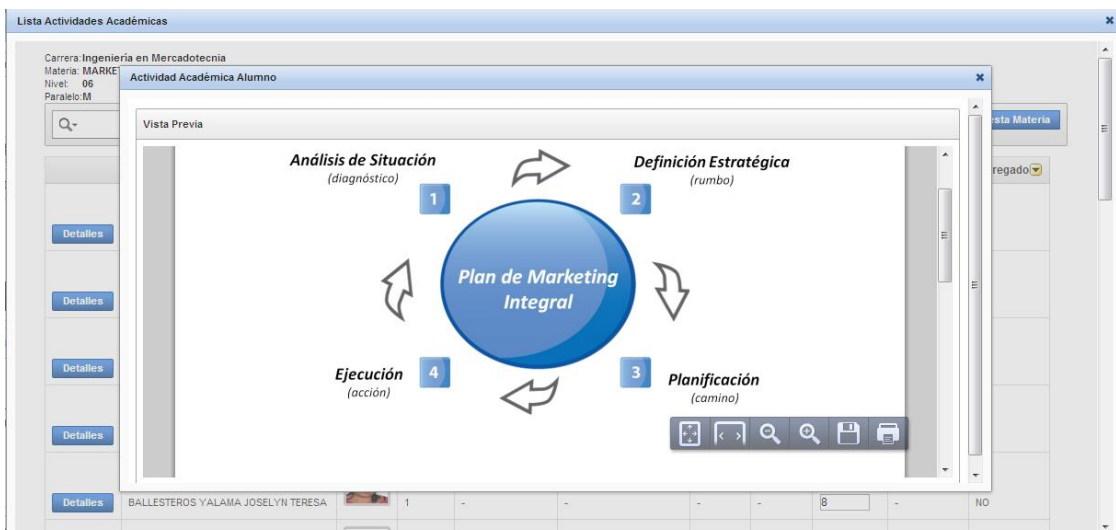 Lista Actividades Académicas
Carrera: Ingeniería en Mercadotecnia
Materia: MARKET
Nivel: 06
Paralelo: M
Actividad Académica Alumno
Vista Previa
Análisis de Situación
(diagnóstico)
Definición Estratégica
(rumbo)
1
2
Plan de Marketing
Integral
Ejecución
(acción)
4
3
Planificación
(camino)
Detalles
Detalles
Detalles
Detalles
Detalles BALLESTEROS YALAMA JOSELYN TERESA 1 - - - - 8 - NO
Materia